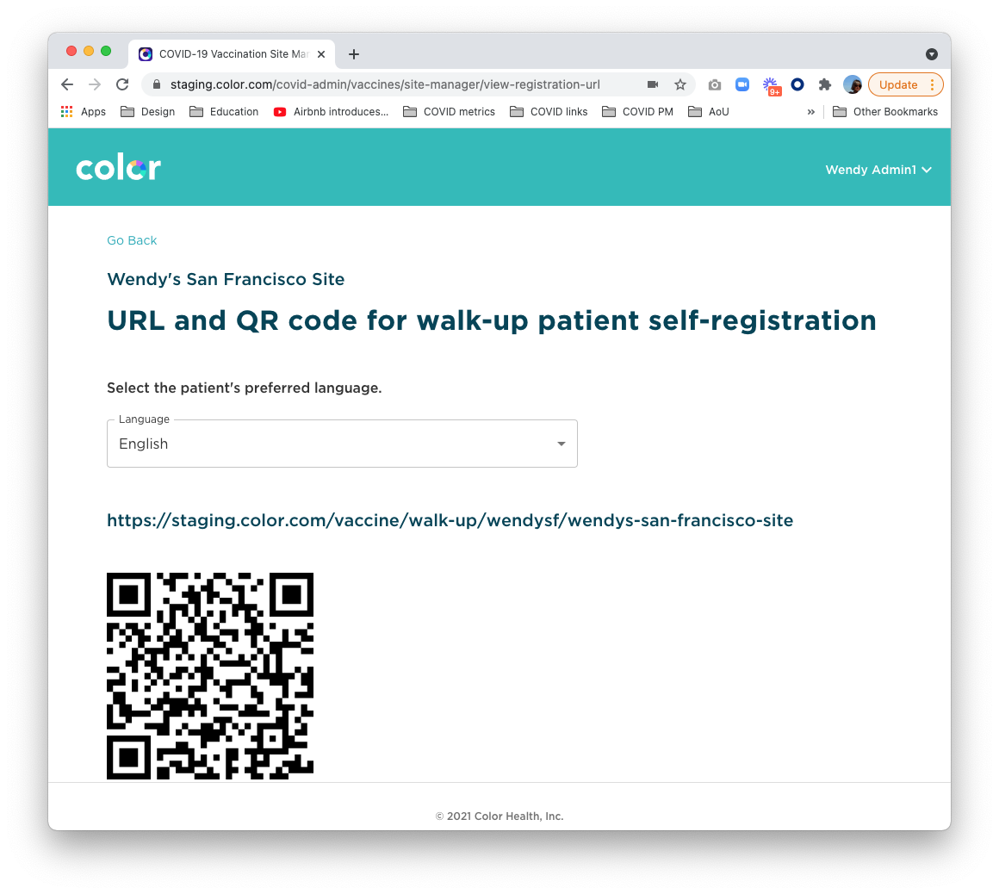 COVID-19 Vaccination Site Mar
staging.color.com/covid-admin/vaccines/site-manager/view-registration-url
9+
Update
Apps
Design
Education
Airbnb introduces...
COVID metrics
COVID links
COVID PM
AoU
»
Other Bookmarks
color
Wendy Admin1
Go Back
Wendy's San Francisco Site
URL and QR code for walk-up patient self-registration
Select the patient's preferred language.
Language
English
https://staging.color.com/vaccine/walk-up/wendysf/wendys-san-francisco-site
© 2021 Color Health, Inc.